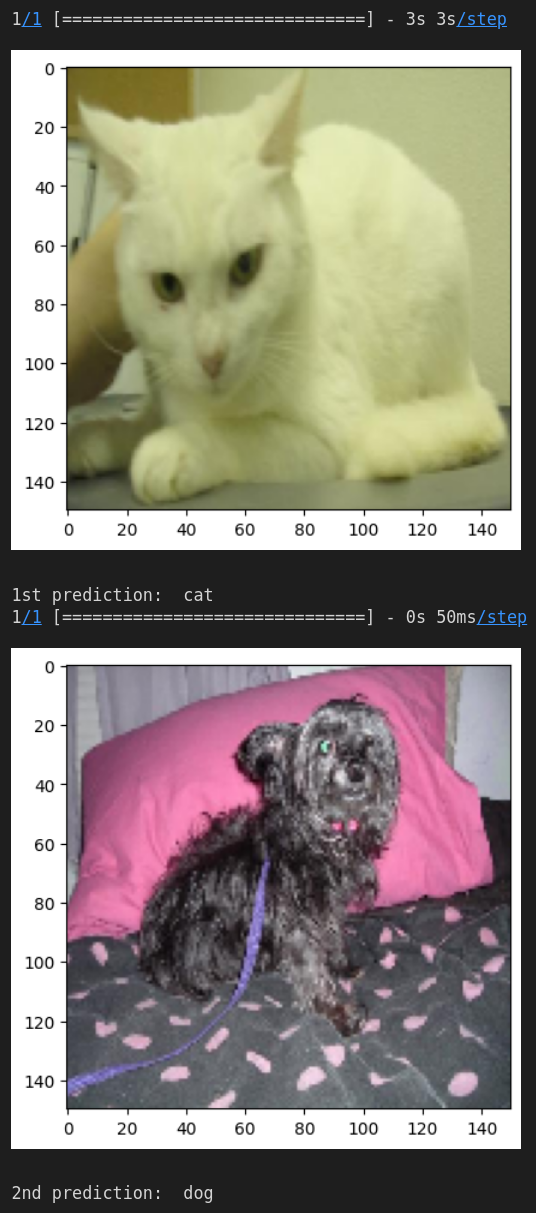 1/1 [==============================] - 3s 3s/step
0
20
40
60
80
100
120
140
0 20 40 60 80 100 120 140
1st prediction:  cat
1/1 [==============================] - 0s 50ms/step
0
20
40
60
80
100
120
140
0 20 40 60 80 100 120 140
2nd prediction:  dog